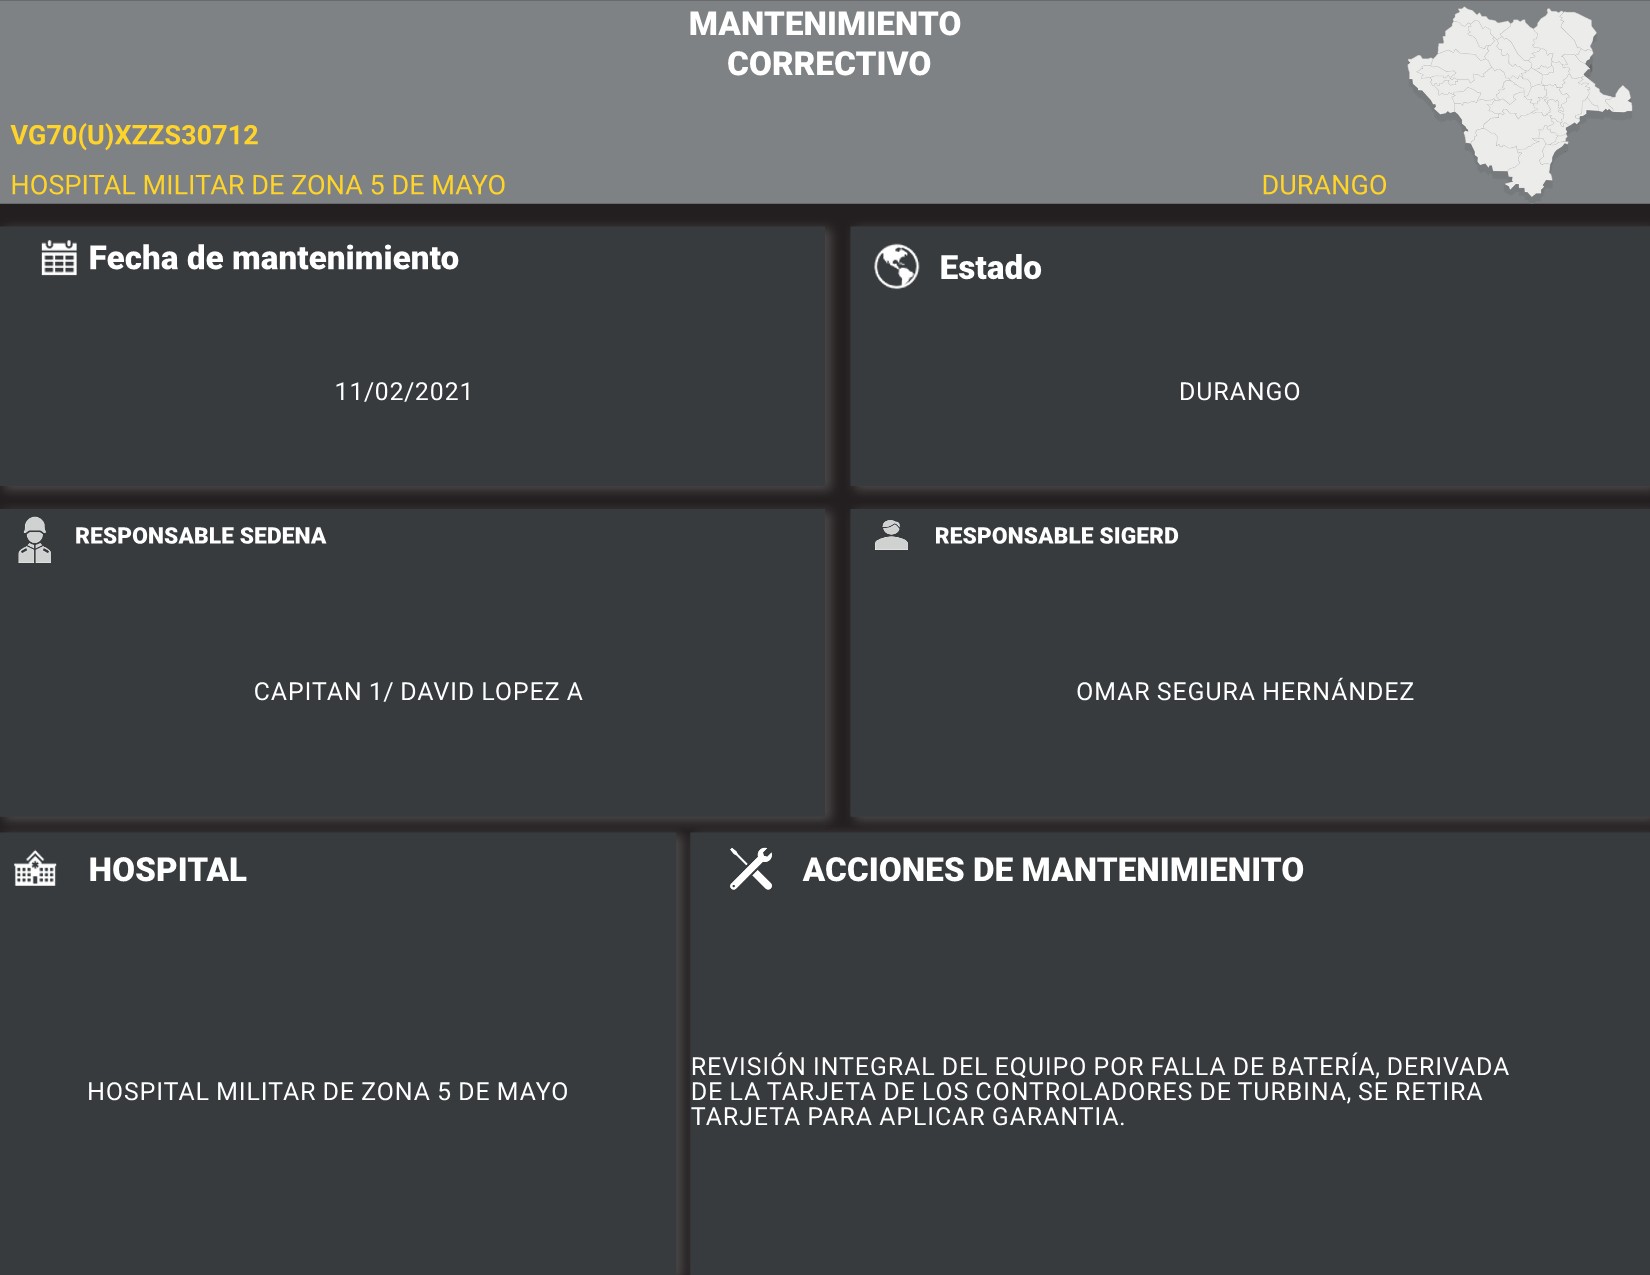 MANTENIMIENTO
CORRECTIVO
VG70(U)XZZS30712
HOSPITAL MILITAR DE ZONA 5 DE MAYO
DURANGO
Fecha de mantenimiento
11/02/2021
Estado
DURANGO
RESPONSABLE SEDENA
CAPITAN 1/ DAVID LOPEZ A
RESPONSABLE SIGERD
OMAR SEGURA HERNÁNDEZ
HOSPITAL
HOSPITAL MILITAR DE ZONA 5 DE MAYO
ACCIONES DE MANTENIMIENITO
REVISIÓN INTEGRAL DEL EQUIPO POR FALLA DE BATERÍA, DERIVADA
DE LA TARJETA DE LOS CONTROLADORES DE TURBINA, SE RETIRA
TARJETA PARA APLICAR GARANTIA.